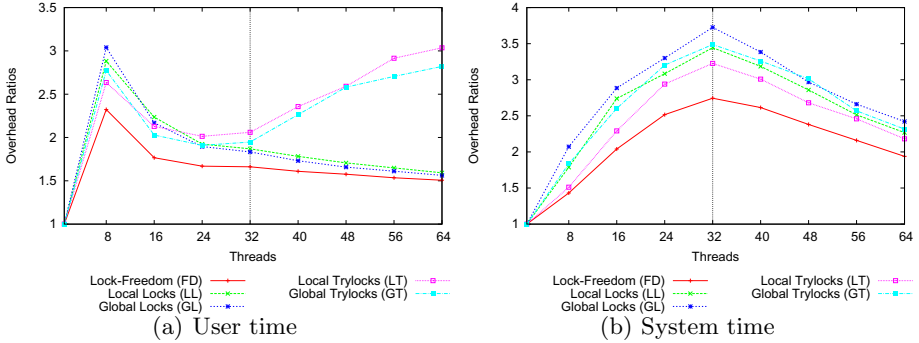 3.5
3
2.5
2
1.5
1
Overhead Ratios
8 16 24 32 40 48 56 64
Threads
Lock-Freedom (FD)
Local Locks (LL)
Global Locks (GL)
Local Trylocks (LT)
Global Trylocks (GT)
(a) User time
4
3.5
3
2.5
2
1.5
1
Overhead Ratios
8 16 24 32 40 48 56 64
Threads
Lock-Freedom (FD)
Local Locks (LL)
Global Locks (GL)
Local Trylocks (LT)
Global Trylocks (GT)
(b) System time